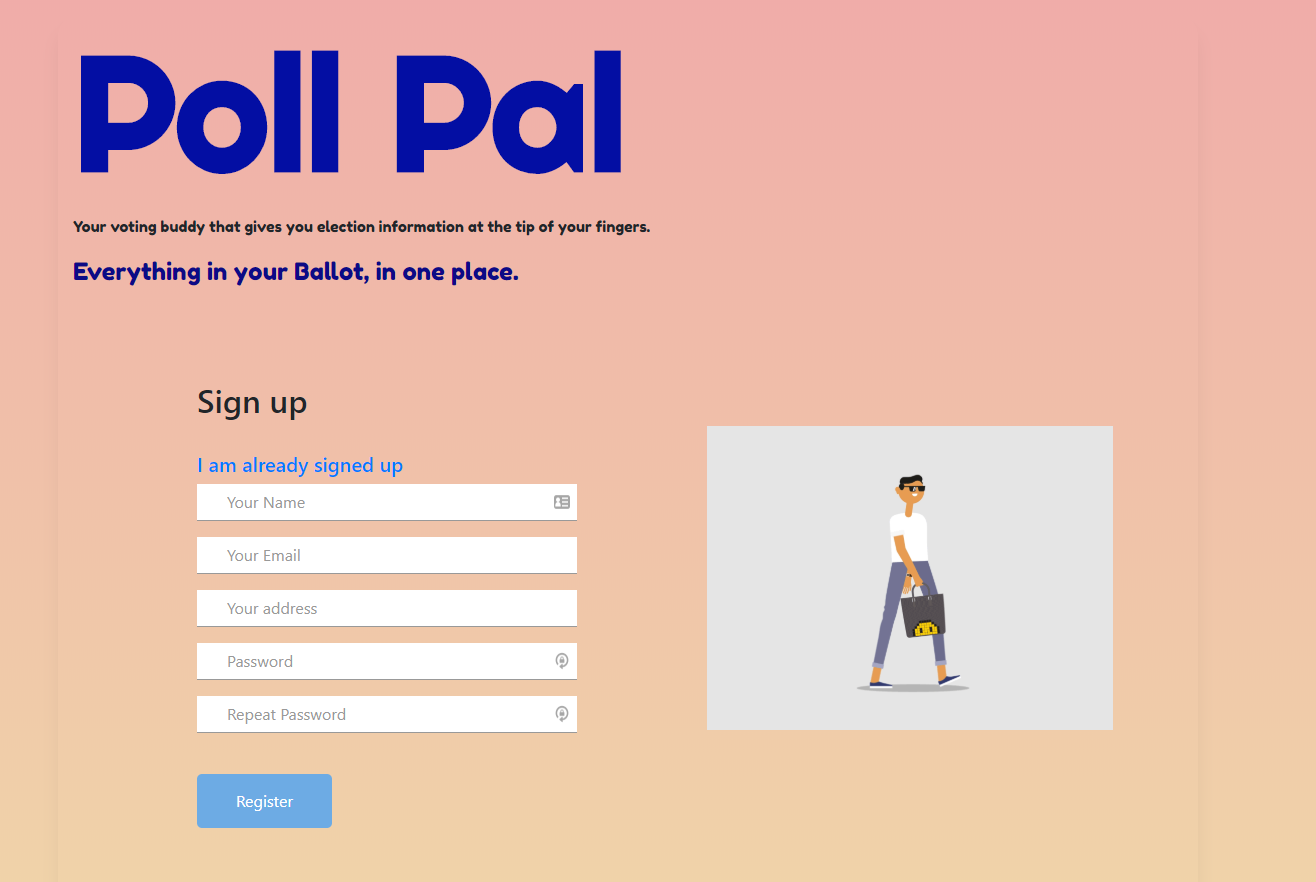 Poll Pal
Your voting buddy that gives you election information at the tip of your fingers.
Everything in your Ballot, in one place.
Sign up
I am already signed up
Your Name
Your Email
Your address
Password
Repeat Password
Register